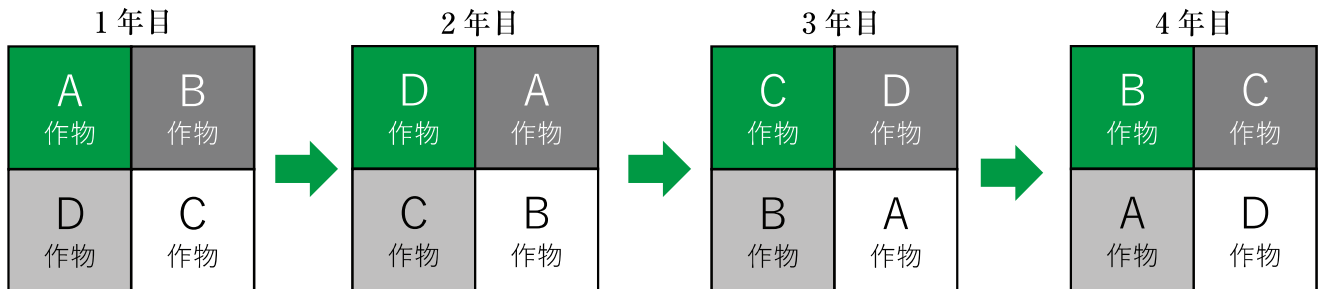 1年目 2年目 3年目 4年目
A B D A C D B C
作物 作物 作物 作物 作物 作物 作物 作物
D C C B B A A D
作物 作物 作物 作物 作物 作物 作物 作物